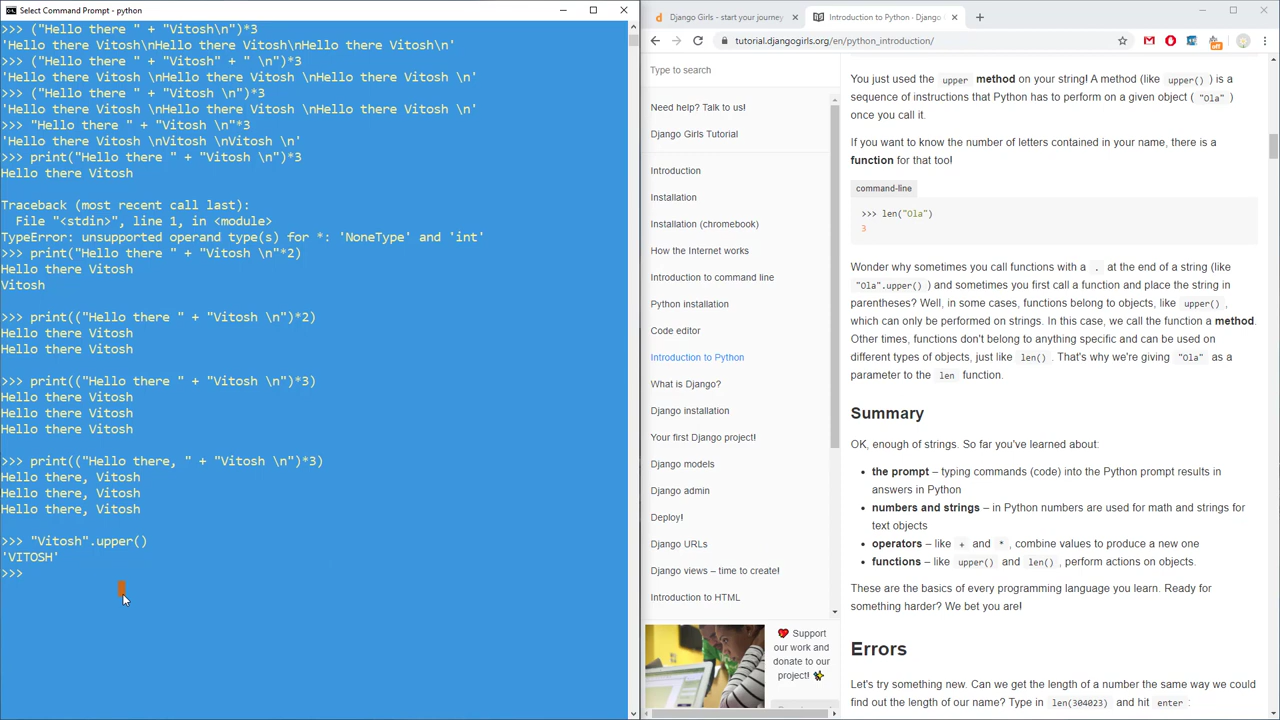 Select Command Prompt - python
>>> ("Hello there " + "Vitosh\n")*3
'Hello there Vitosh\nHello there Vitosh\nHello there Vitosh\n'
>>> ("Hello there " + "Vitosh" + " \n")*3
'Hello there Vitosh \nHello there Vitosh \nHello there Vitosh \n'
>>> ("Hello there " + "Vitosh \n")*3
'Hello there Vitosh \nHello there Vitosh \nHello there Vitosh \n'
>>> "Hello there " + "Vitosh \n"*3
'Hello there Vitosh \nVitosh \nVitosh \n'
>>> print("Hello there " + "Vitosh \n")*3
Hello there Vitosh
Traceback (most recent call last):
File "<stdin>", line 1, in <module>
TypeError: unsupported operand type(s) for *: 'NoneType' and 'int'
>>> print("Hello there " + "Vitosh \n"*2)
Hello there Vitosh
Vitosh
>>> print(("Hello there " + "Vitosh \n")*2)
Hello there Vitosh
Hello there Vitosh
>>> print(("Hello there " + "Vitosh \n")*3)
Hello there Vitosh
Hello there Vitosh
Hello there Vitosh
>>> print(("Hello there, " + "Vitosh \n")*3)
Hello there, Vitosh
Hello there, Vitosh
Hello there, Vitosh
>>> "Vitosh".upper()
'VITOSH'
>>>
Django Girls - start your journey
Introduction to Python · Django
tutorial.djangogirls.org/en/python_introduction/
off
Type to search
Need help? Talk to us!
Django Girls Tutorial
Introduction
Installation
Installation (chromebook)
How the Internet works
Introduction to command line
Python installation
Code editor
Introduction to Python
What is Django?
Django installation
Your first Django project!
Django models
Django admin
Deploy!
Django URLs
Django views – time to create!
Introduction to HTML
❤️ Support
our work and
donate to our
project! ✨
You just used the upper method on your string! A method (like upper() ) is a
sequence of instructions that Python has to perform on a given object ( "Ola" )
once you call it.
If you want to know the number of letters contained in your name, there is a
function for that too!
command-line
>>> len("Ola")
3
Wonder why sometimes you call functions with a . at the end of a string (like
"Ola".upper() ) and sometimes you first call a function and place the string in
parentheses? Well, in some cases, functions belong to objects, like upper() ,
which can only be performed on strings. In this case, we call the function a method.
Other times, functions don't belong to anything specific and can be used on
different types of objects, just like len() . That's why we're giving "Ola" as a
parameter to the len function.
Summary
OK, enough of strings. So far you've learned about:
• the prompt – typing commands (code) into the Python prompt results in
answers in Python
• numbers and strings – in Python numbers are used for math and strings for
text objects
• operators – like + and * , combine values to produce a new one
• functions – like upper() and len() , perform actions on objects.
These are the basics of every programming language you learn. Ready for
something harder? We bet you are!
Errors
Let's try something new. Can we get the length of a number the same way we could
find out the length of our name? Type in len(304023) and hit enter :